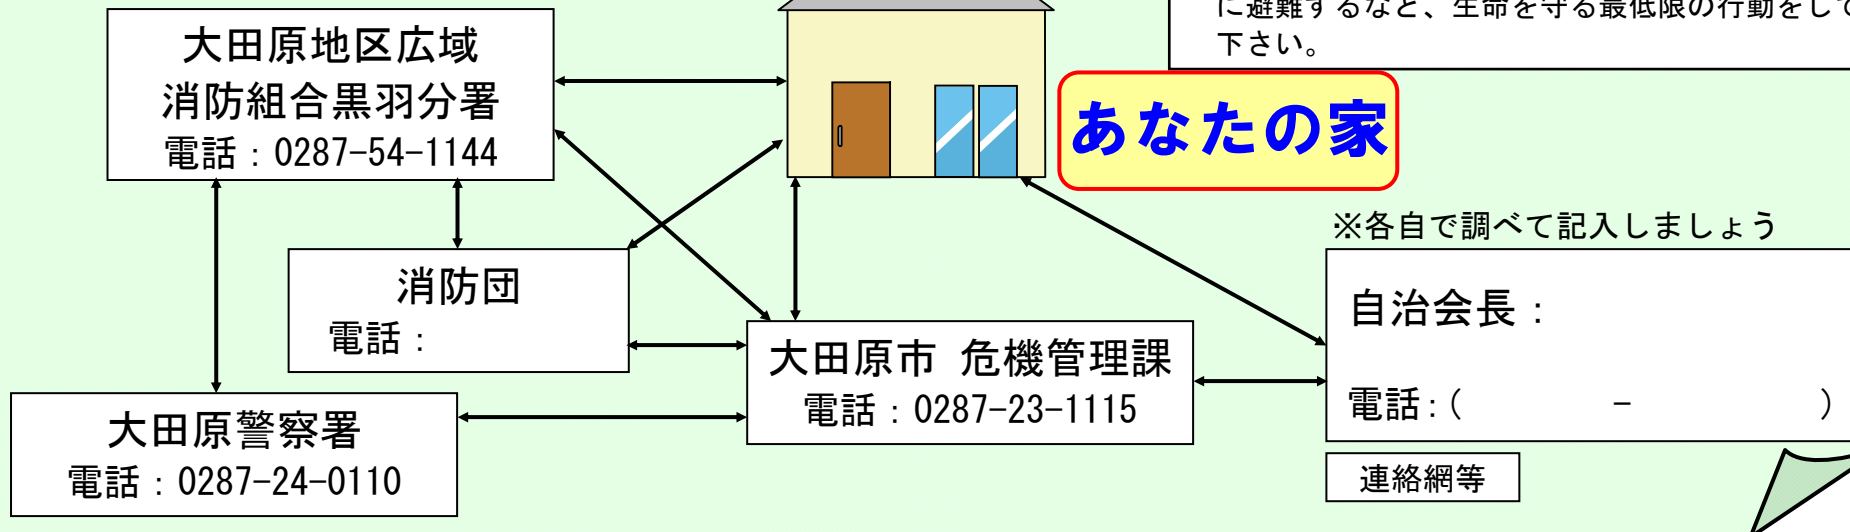 に避難するなど、生命を守る最低限の行動をして
下さい。
大田原地区広域
消防組合黒羽分署
電話：0287-54-1144
あなたの家
※各自で調べて記入しましょう
消防団
電話：
自治会長：
電話：(　　　－　　　)
大田原市 危機管理課
電話：0287-23-1115
大田原警察署
電話：0287-24-0110
連絡網等